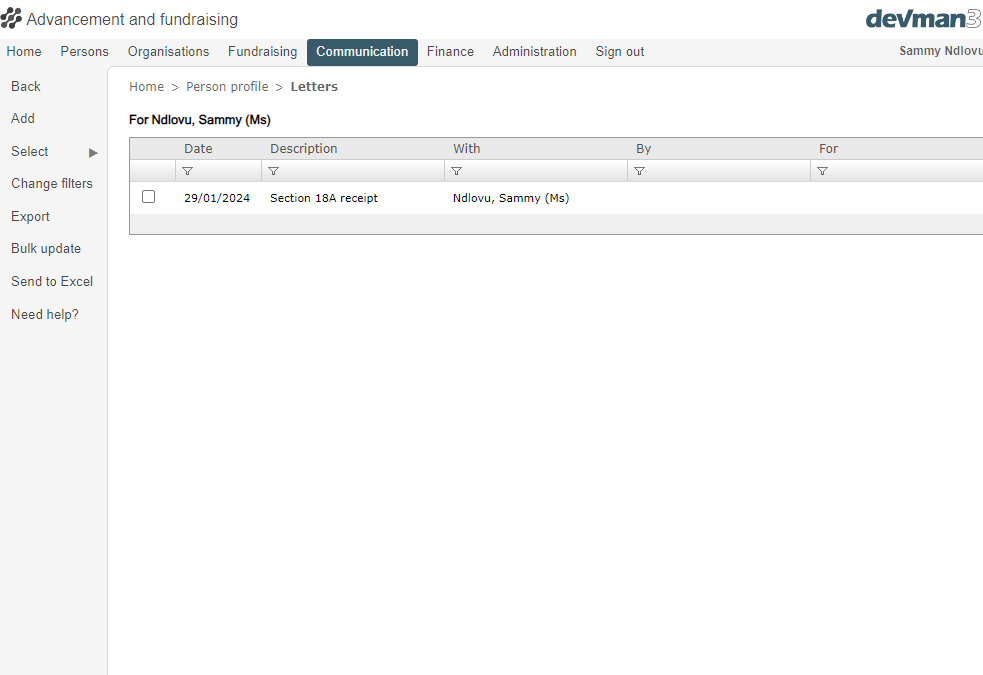 Advancement and fundraising
devman3
Home Persons Organisations Fundraising Communication Finance Administration Sign out Sammy Ndlovu
Back
Add
Select
Change filters
Export
Bulk update
Send to Excel
Need help?
Home > Person profile > Letters
For Ndlovu, Sammy (Ms)
Date Description With By For
29/01/2024 Section 18A receipt Ndlovu, Sammy (Ms)